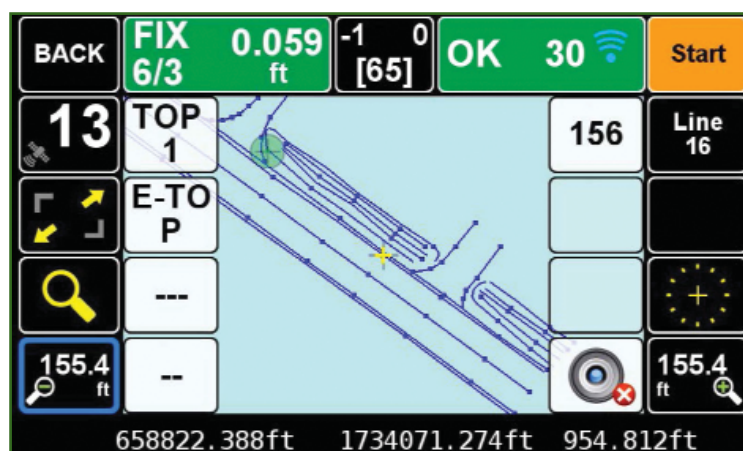 BACK
FIX 0.059
6/3 ft
-1 0
[65]
OK 30
Start
13
TOP
1
156
Line
16
E-TO
P
---
155.4
ft
--
155.4
ft
658822.388ft 1734071.274ft 954.812ft